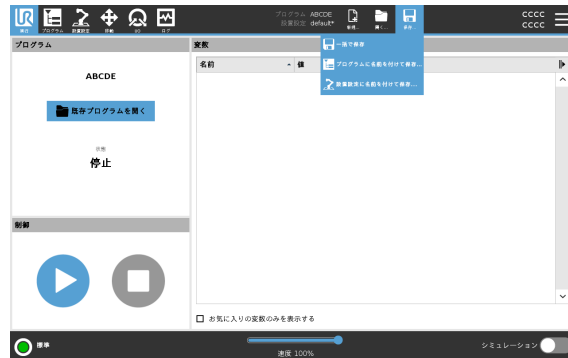 UR
実行
プログラム
設置設定
移動
I/O
ログ
プログラム ABCDE
設置設定 default*
新規...
開く...
保存...
CCCC
CCCC
プログラム
ABCDE
既存プログラムを開く
状態
停止
制御
変数
名前
値
一括で保存
プログラムに名前を付けて保存...
設置設定に名前を付けて保存...
お気に入りの変数のみを表示する
標準
速度 100%
シミュレーション